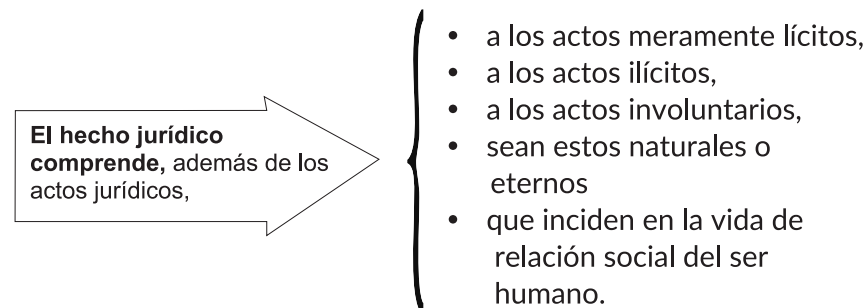 El hecho jurídico
comprende, además de los
actos jurídicos,
• a los actos meramente lícitos,
• a los actos ilícitos,
• a los actos involuntarios,
• sean estos naturales o
eternos
• que inciden en la vida de
relación social del ser
humano.